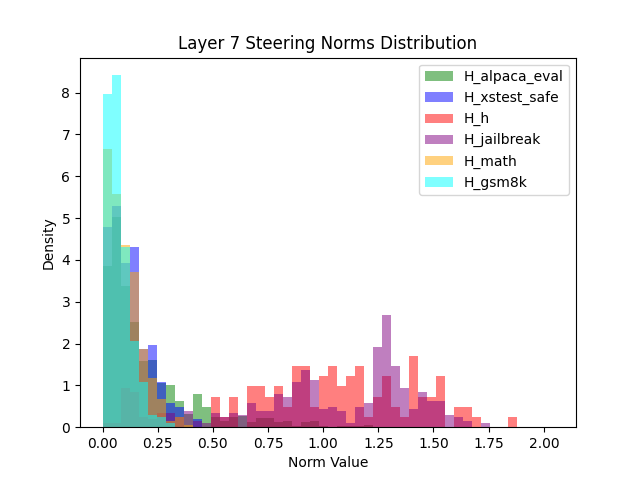 Layer 7 Steering Norms Distribution
H_alpaca_eval
H_xstest_safe
H_h
H_jailbreak
H_math
H_gsm8k
Density
8
7
6
5
4
3
2
1
0
0.00 0.25 0.50 0.75 1.00 1.25 1.50 1.75 2.00
Norm Value